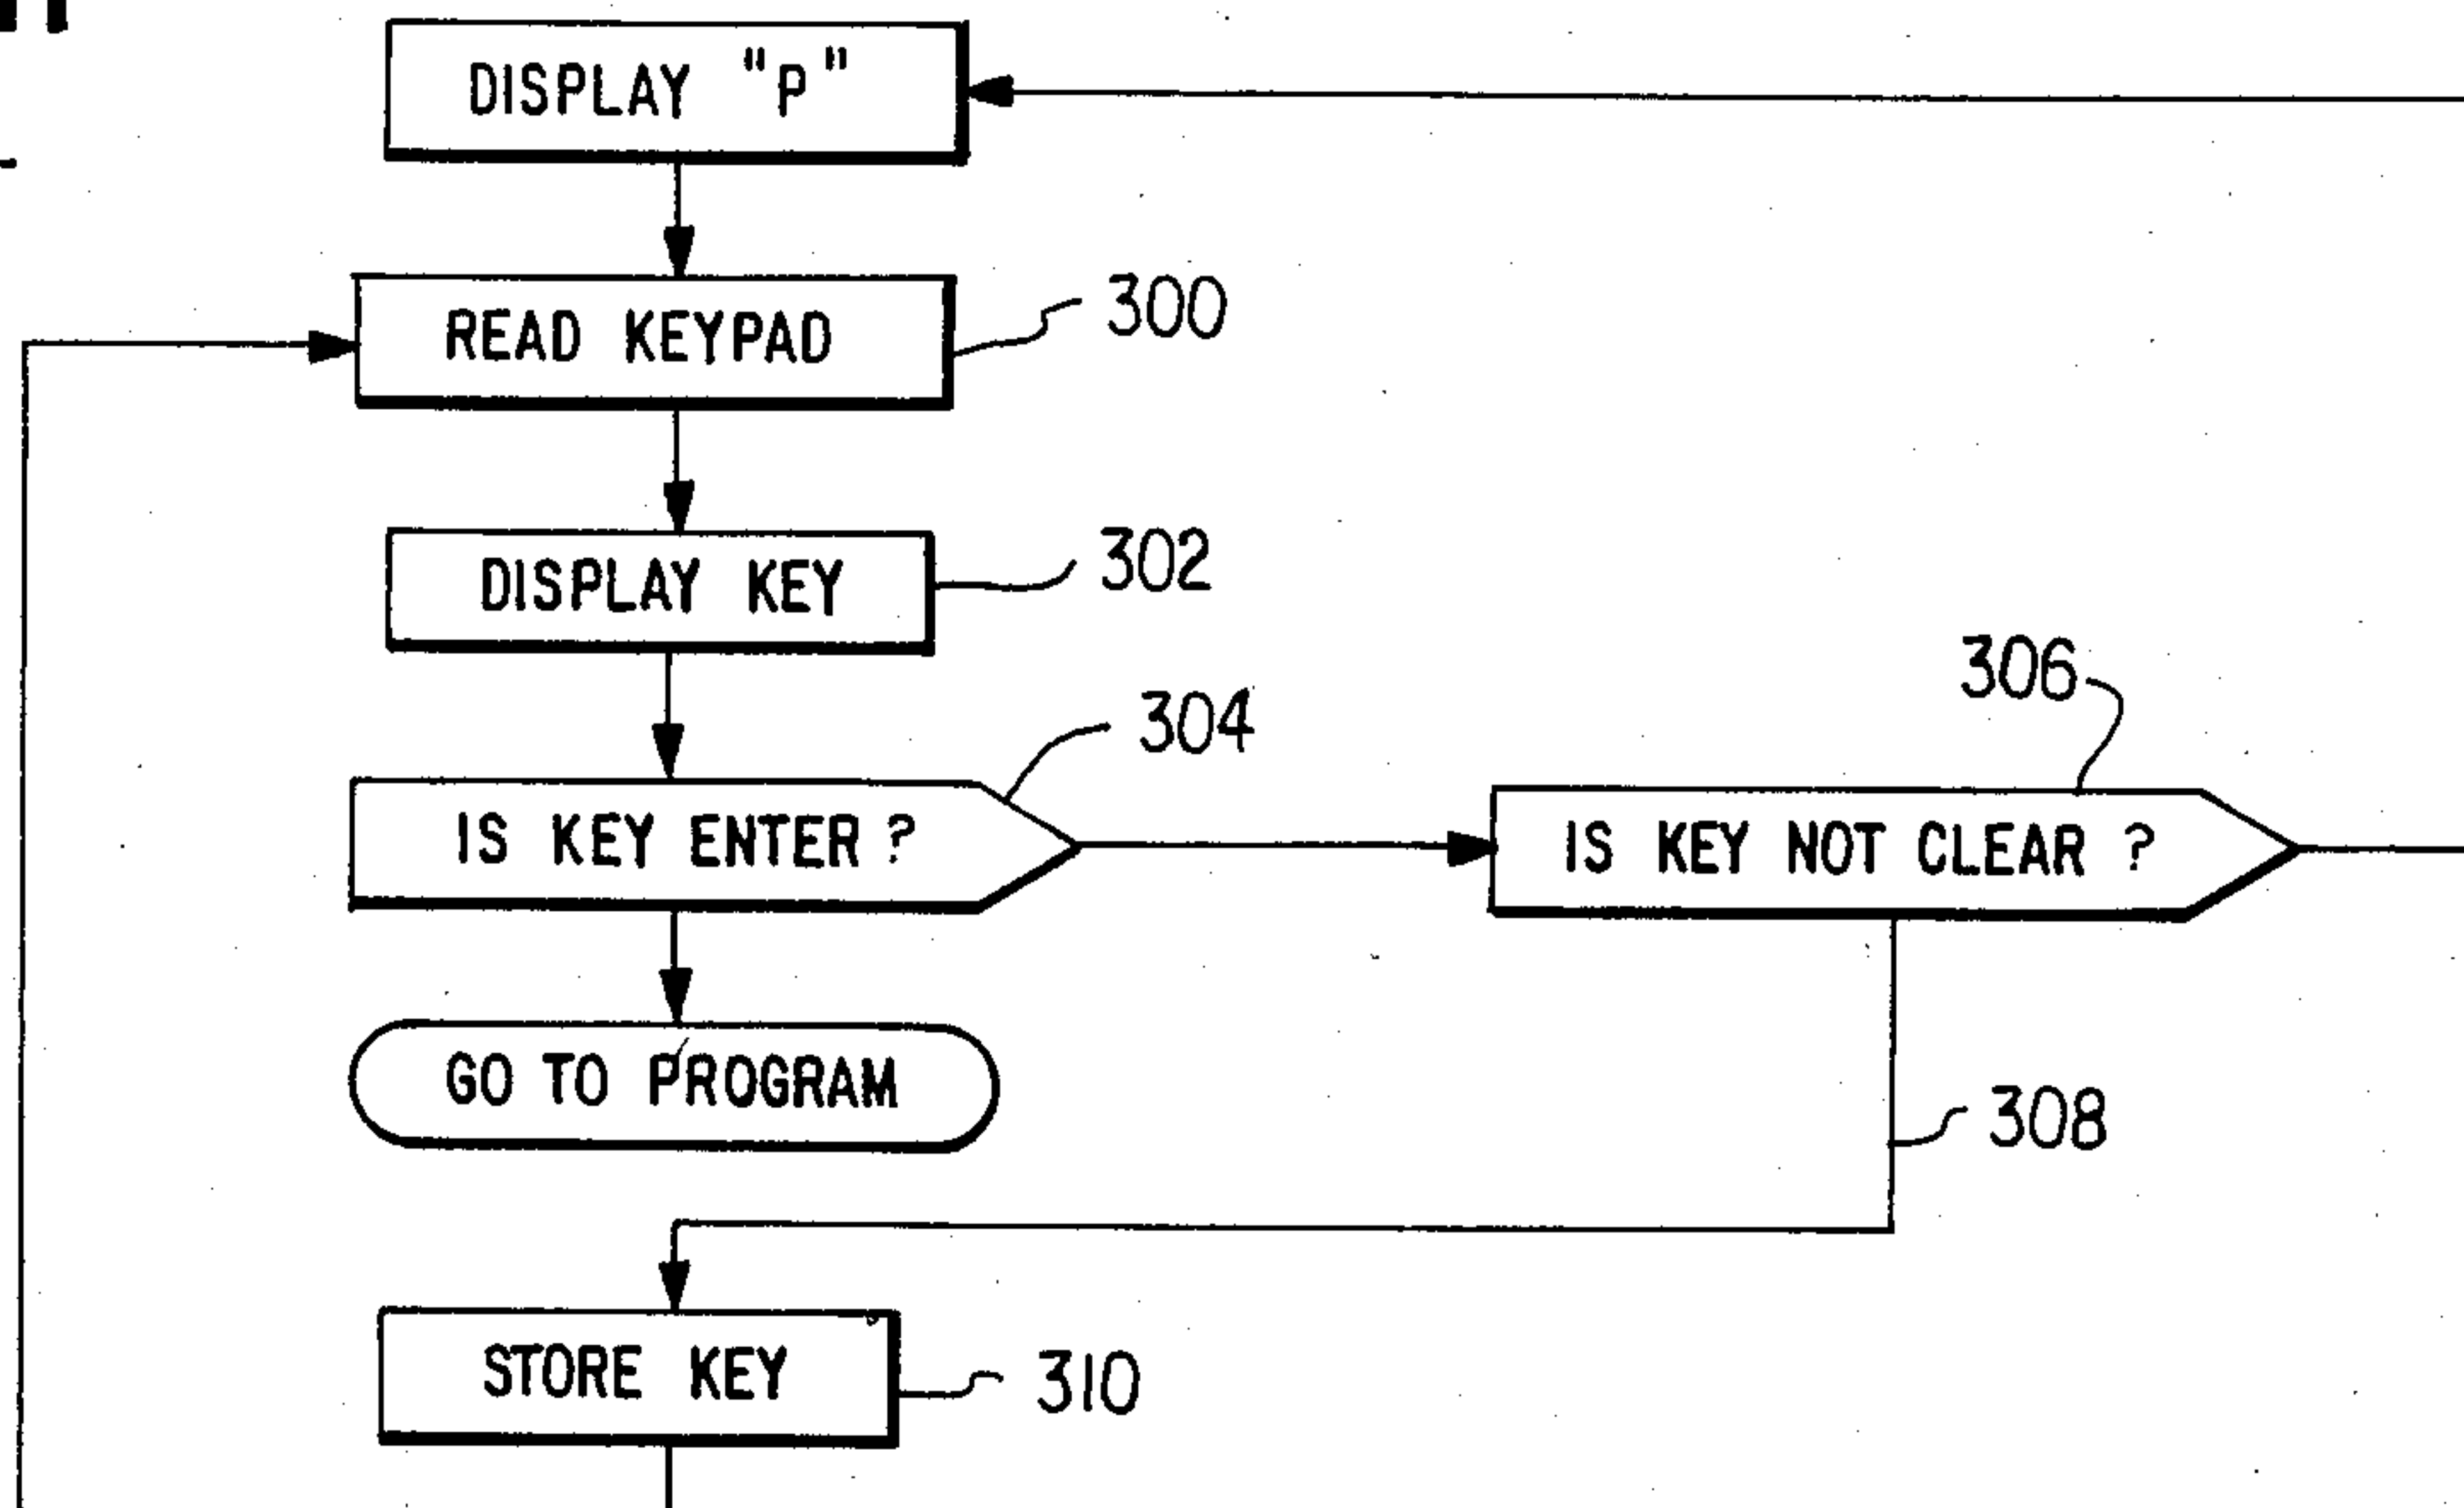 DISPLAY "P"
READ KEYPAD
300
DISPLAY KEY
302
304
306
IS KEY ENTER ?
IS KEY NOT CLEAR ?
GO TO PROGRAM
308
STORE KEY
310